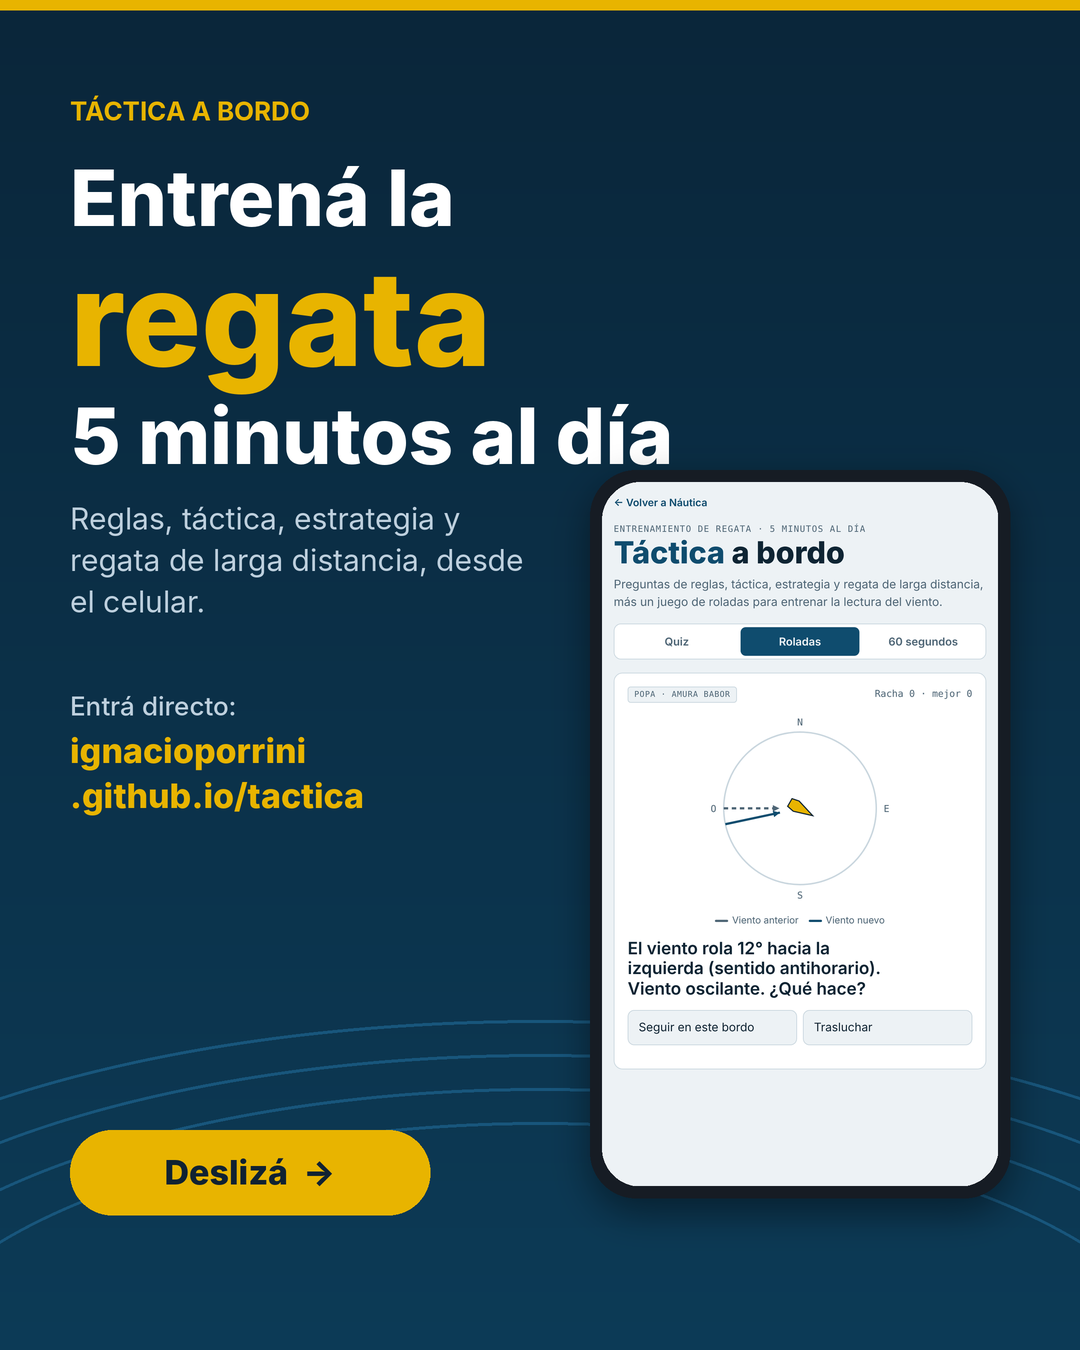 TÁCTICA A BORDO
Entrená la
regata
5 minutos al día
Reglas, táctica, estrategia y
regata de larga distancia, desde
el celular.
Entrá directo:
ignacioporrini
.github.io/tactica
Deslizá →
← Volver a Náutica
ENTRENAMIENTO DE REGATA · 5 MINUTOS AL DÍA
Táctica a bordo
Preguntas de reglas, táctica, estrategia y regata de larga distancia,
más un juego de roladas para entrenar la lectura del viento.
Quiz Roladas 60 segundos
POPA · AMURA BABOR Racha 0 · mejor 0
N
O E
S
Viento anterior Viento nuevo
El viento rola 12° hacia la
izquierda (sentido antihorario).
Viento oscilante. ¿Qué hace?
Seguir en este bordo Trasluchar